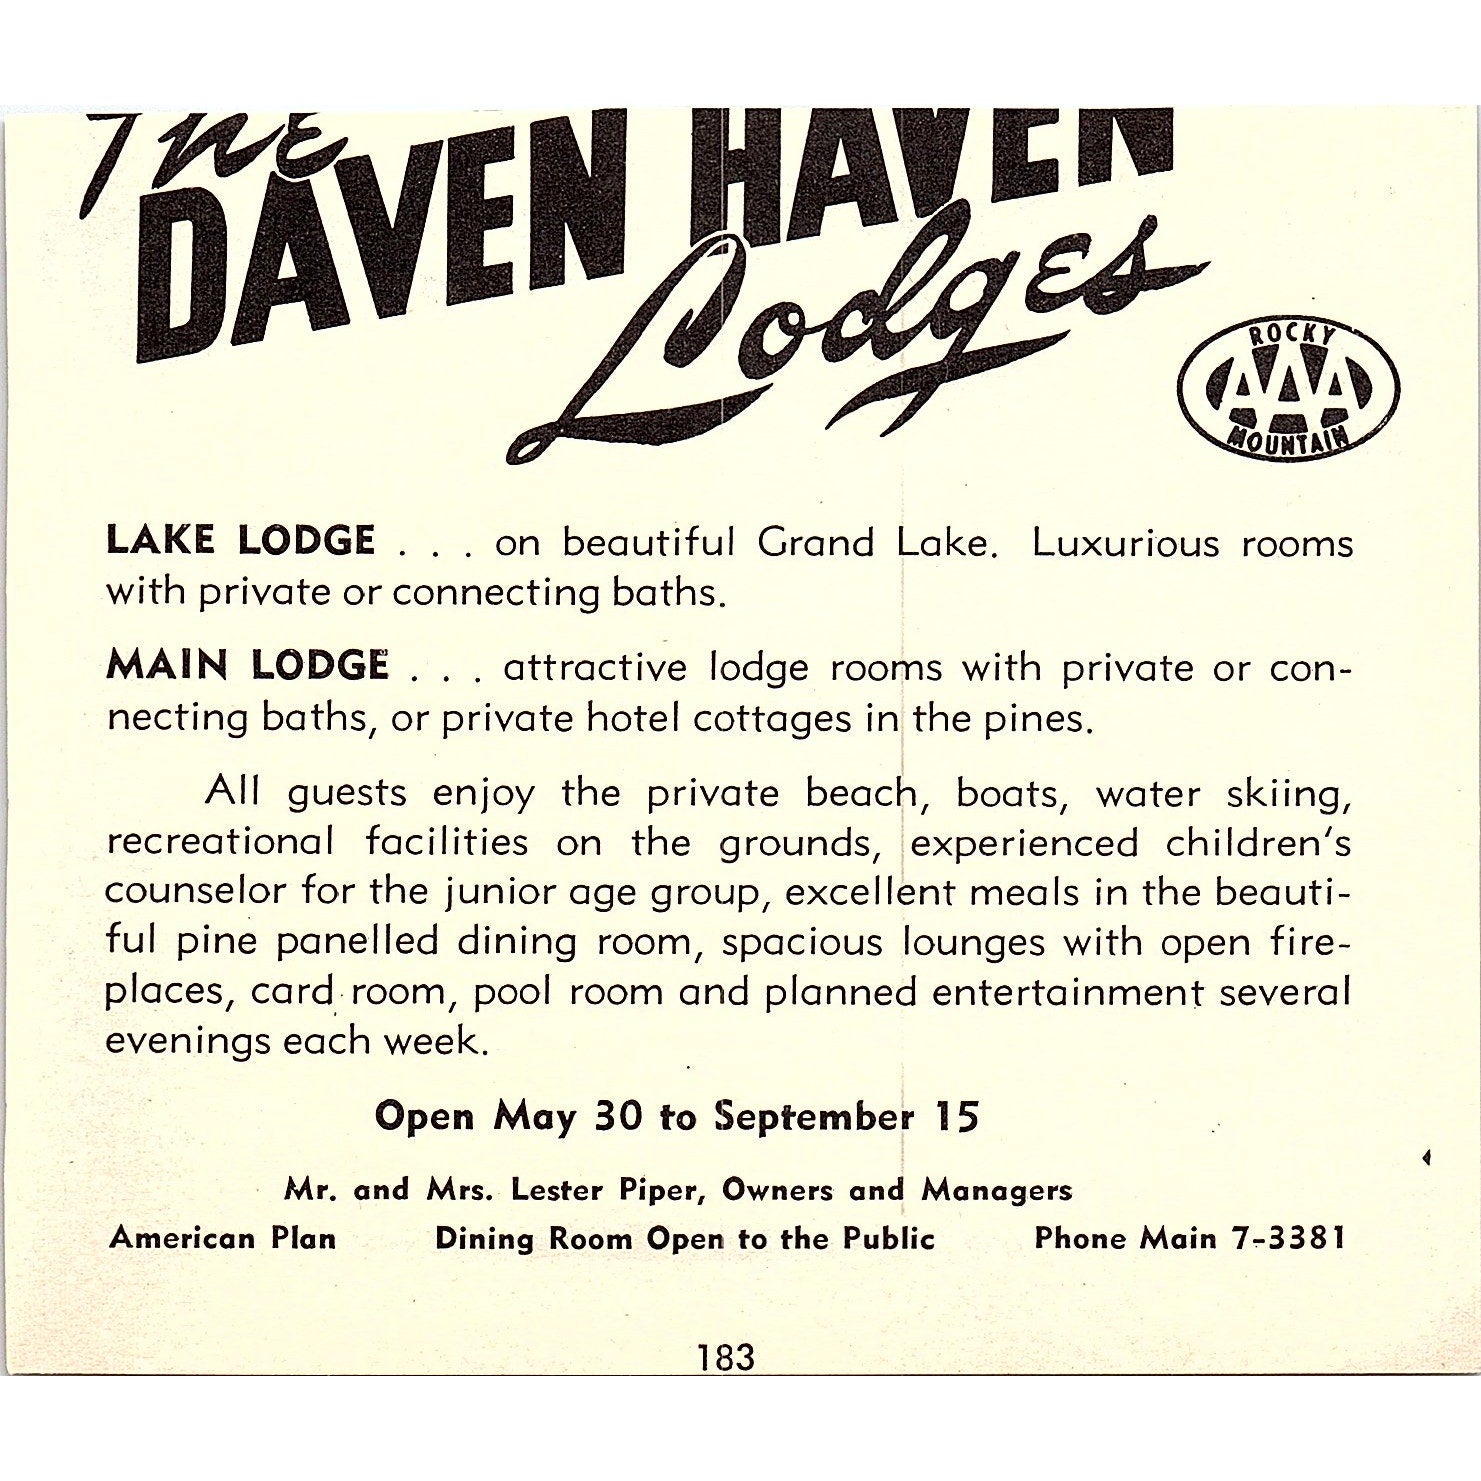 The
DAVEN HAVEN
Lodges
ROCKY
AAA
MOUNTAIN
LAKE LODGE . . . on beautiful Grand Lake. Luxurious rooms
with private or connecting baths.
MAIN LODGE . . . attractive lodge rooms with private or con-
necting baths, or private hotel cottages in the pines.
All guests enjoy the private beach, boats, water skiing,
recreational facilities on the grounds, experienced children's
counselor for the junior age group, excellent meals in the beauti-
ful pine panelled dining room, spacious lounges with open fire-
places, card room, pool room and planned entertainment several
evenings each week.
Open May 30 to September 15
Mr. and Mrs. Lester Piper, Owners and Managers
American Plan Dining Room Open to the Public Phone Main 7-3381
183